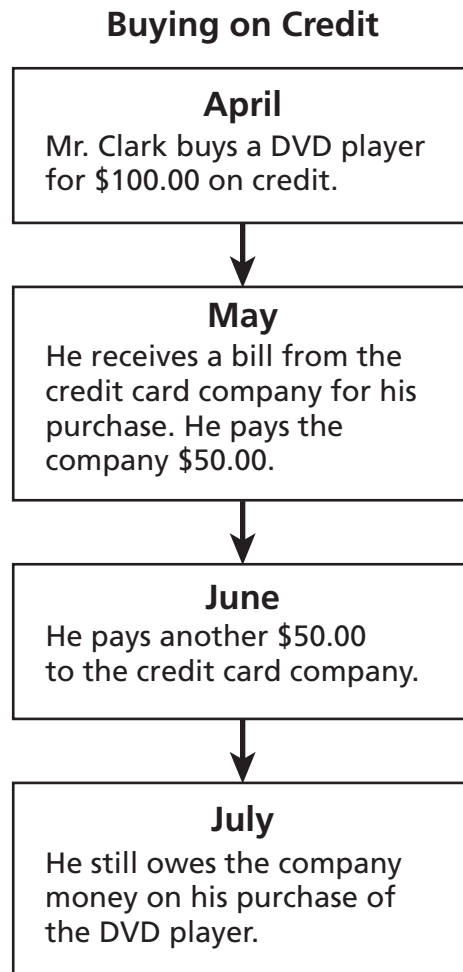 Buying on Credit
April
Mr. Clark buys a DVD player
for $100.00 on credit.
May
He receives a bill from the
credit card company for his
purchase. He pays the
company $50.00.
June
He pays another $50.00
to the credit card company.
July
He still owes the company
money on his purchase of
the DVD player.